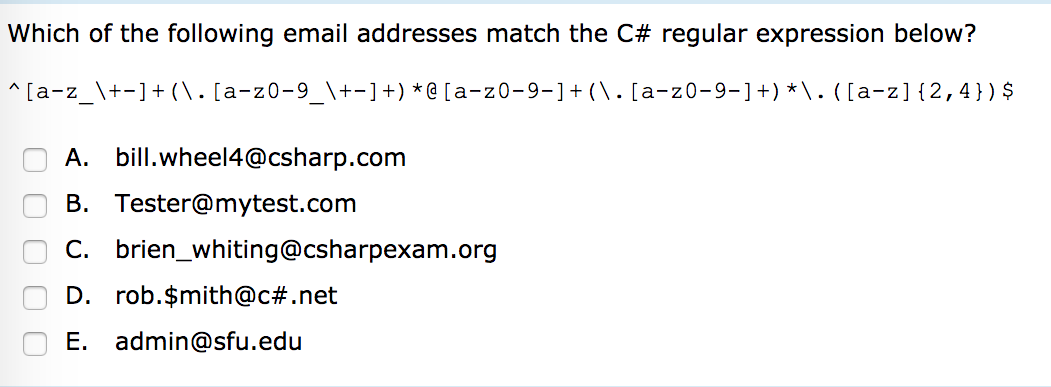 Which of the following email addresses match the C# regular expression below?
^[a-z_\+-]+(\.[a-z0-9_\+-]+)*@[a-z0-9-]+(\.[a-z0-9-]+)*\.([a-z]{2,4})$
A. bill.wheel4@csharp.com
B. Tester@mytest.com
C. brien_whiting@csharpexam.org
D. rob.$mith@c#.net
E. admin@sfu.edu